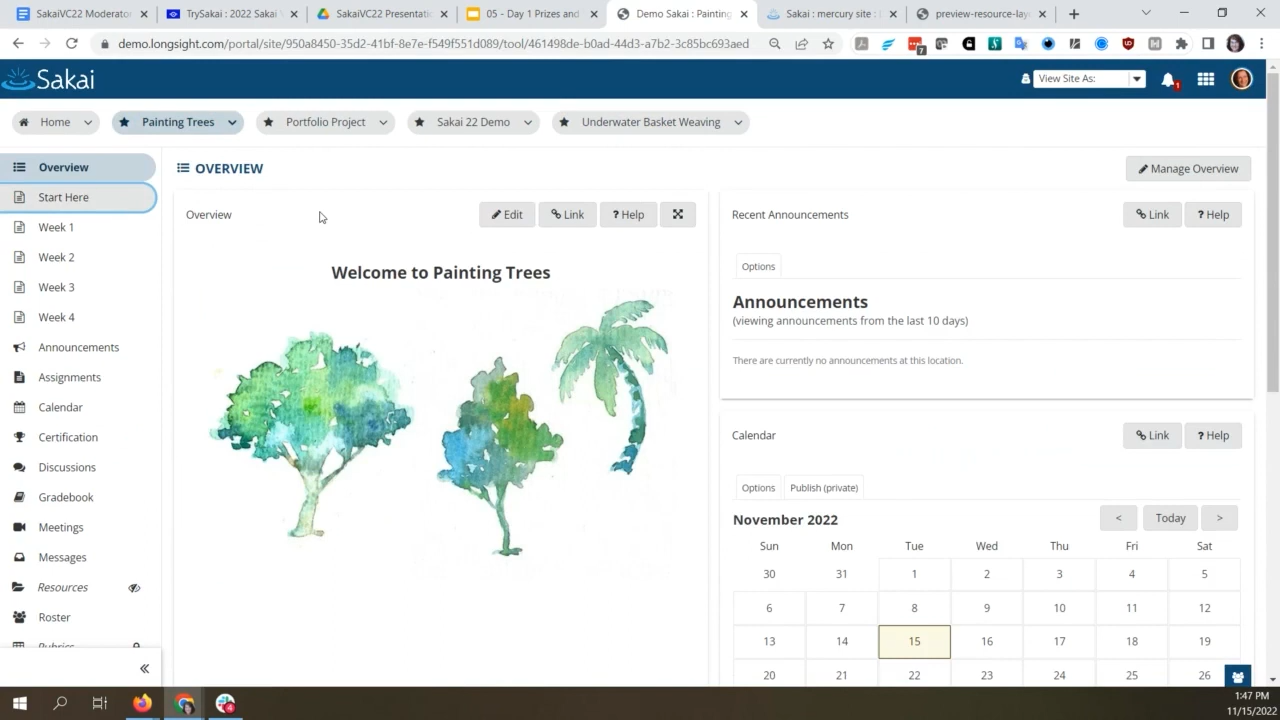 SakaiVC22 Moderator
TrySakai : 2022 Sakai
SakaiVC22 Presentati
05 - Day 1 Prizes and
Demo Sakai : Painting
Sakai : mercury site :
preview-resource-lay
demo.longsight.com/portal/site/950a6450-35d2-41bf-8e7e-f549f551d089/tool/461498de-b0ad-44d3-a7b2-3c85bc693aed
7
Sakai
View Site As:
1
Home
Painting Trees
Portfolio Project
Sakai 22 Demo
Underwater Basket Weaving
Overview
Start Here
Week 1
Week 2
Week 3
Week 4
Announcements
Assignments
Calendar
Certification
Discussions
Gradebook
Meetings
Messages
Resources
Roster
Rubrics
OVERVIEW
Manage Overview
Overview
Edit
Link
? Help
Welcome to Painting Trees
Recent Announcements
Link
? Help
Options
Announcements
(viewing announcements from the last 10 days)
There are currently no announcements at this location.
Calendar
Link
? Help
Options
Publish (private)
November 2022
< Today >
Sun Mon Tue Wed Thu Fri Sat
30 31 1 2 3 4 5
6 7 8 9 10 11 12
13 14 15 16 17 18 19
20 21 22 23 24 25 26
4
1:47 PM
11/15/2022